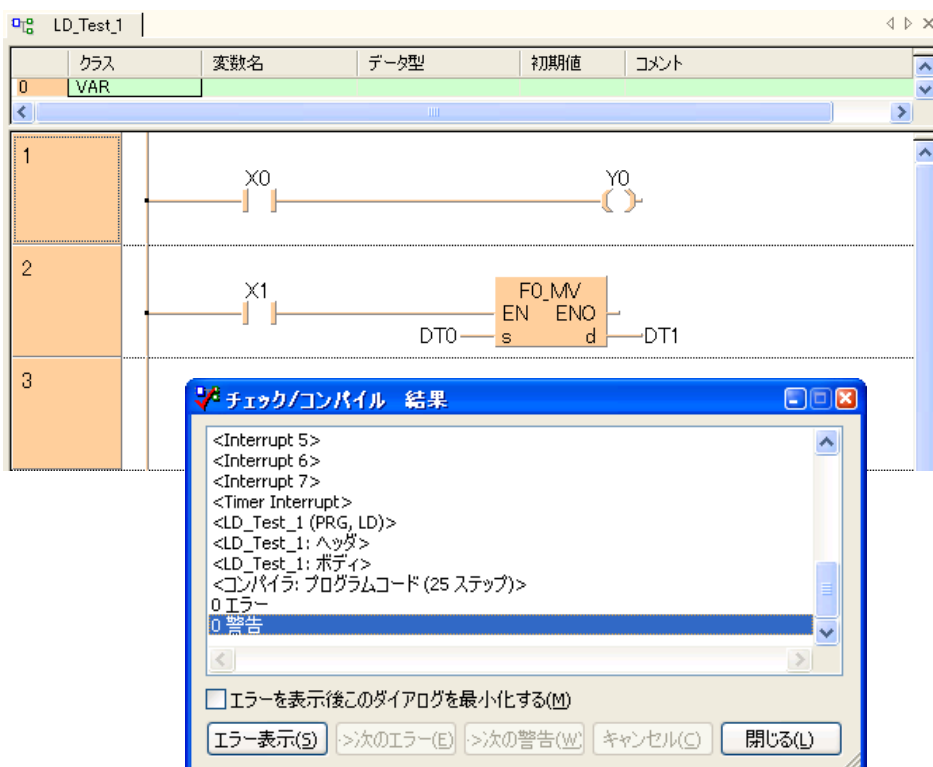 LD_Test_1
クラス 変数名 データ型 初期値 コメント
0 VAR
1
X0 Y0
2
X1 F0_MV
EN ENO
DT0 s d DT1
3
チェック/コンパイル 結果
<Interrupt 5>
<Interrupt 6>
<Interrupt 7>
<Timer Interrupt>
<LD_Test_1 (PRG, LD)>
<LD_Test_1: ヘッダ>
<LD_Test_1: ボディ>
<コンパイラ: プログラムコード (25 ステップ)>
0 エラー
0 警告
エラーを表示後このダイアログを最小化する(M)
エラー表示(S) ->次のエラー(E) ->次の警告(W) キャンセル(C) 閉じる(L)